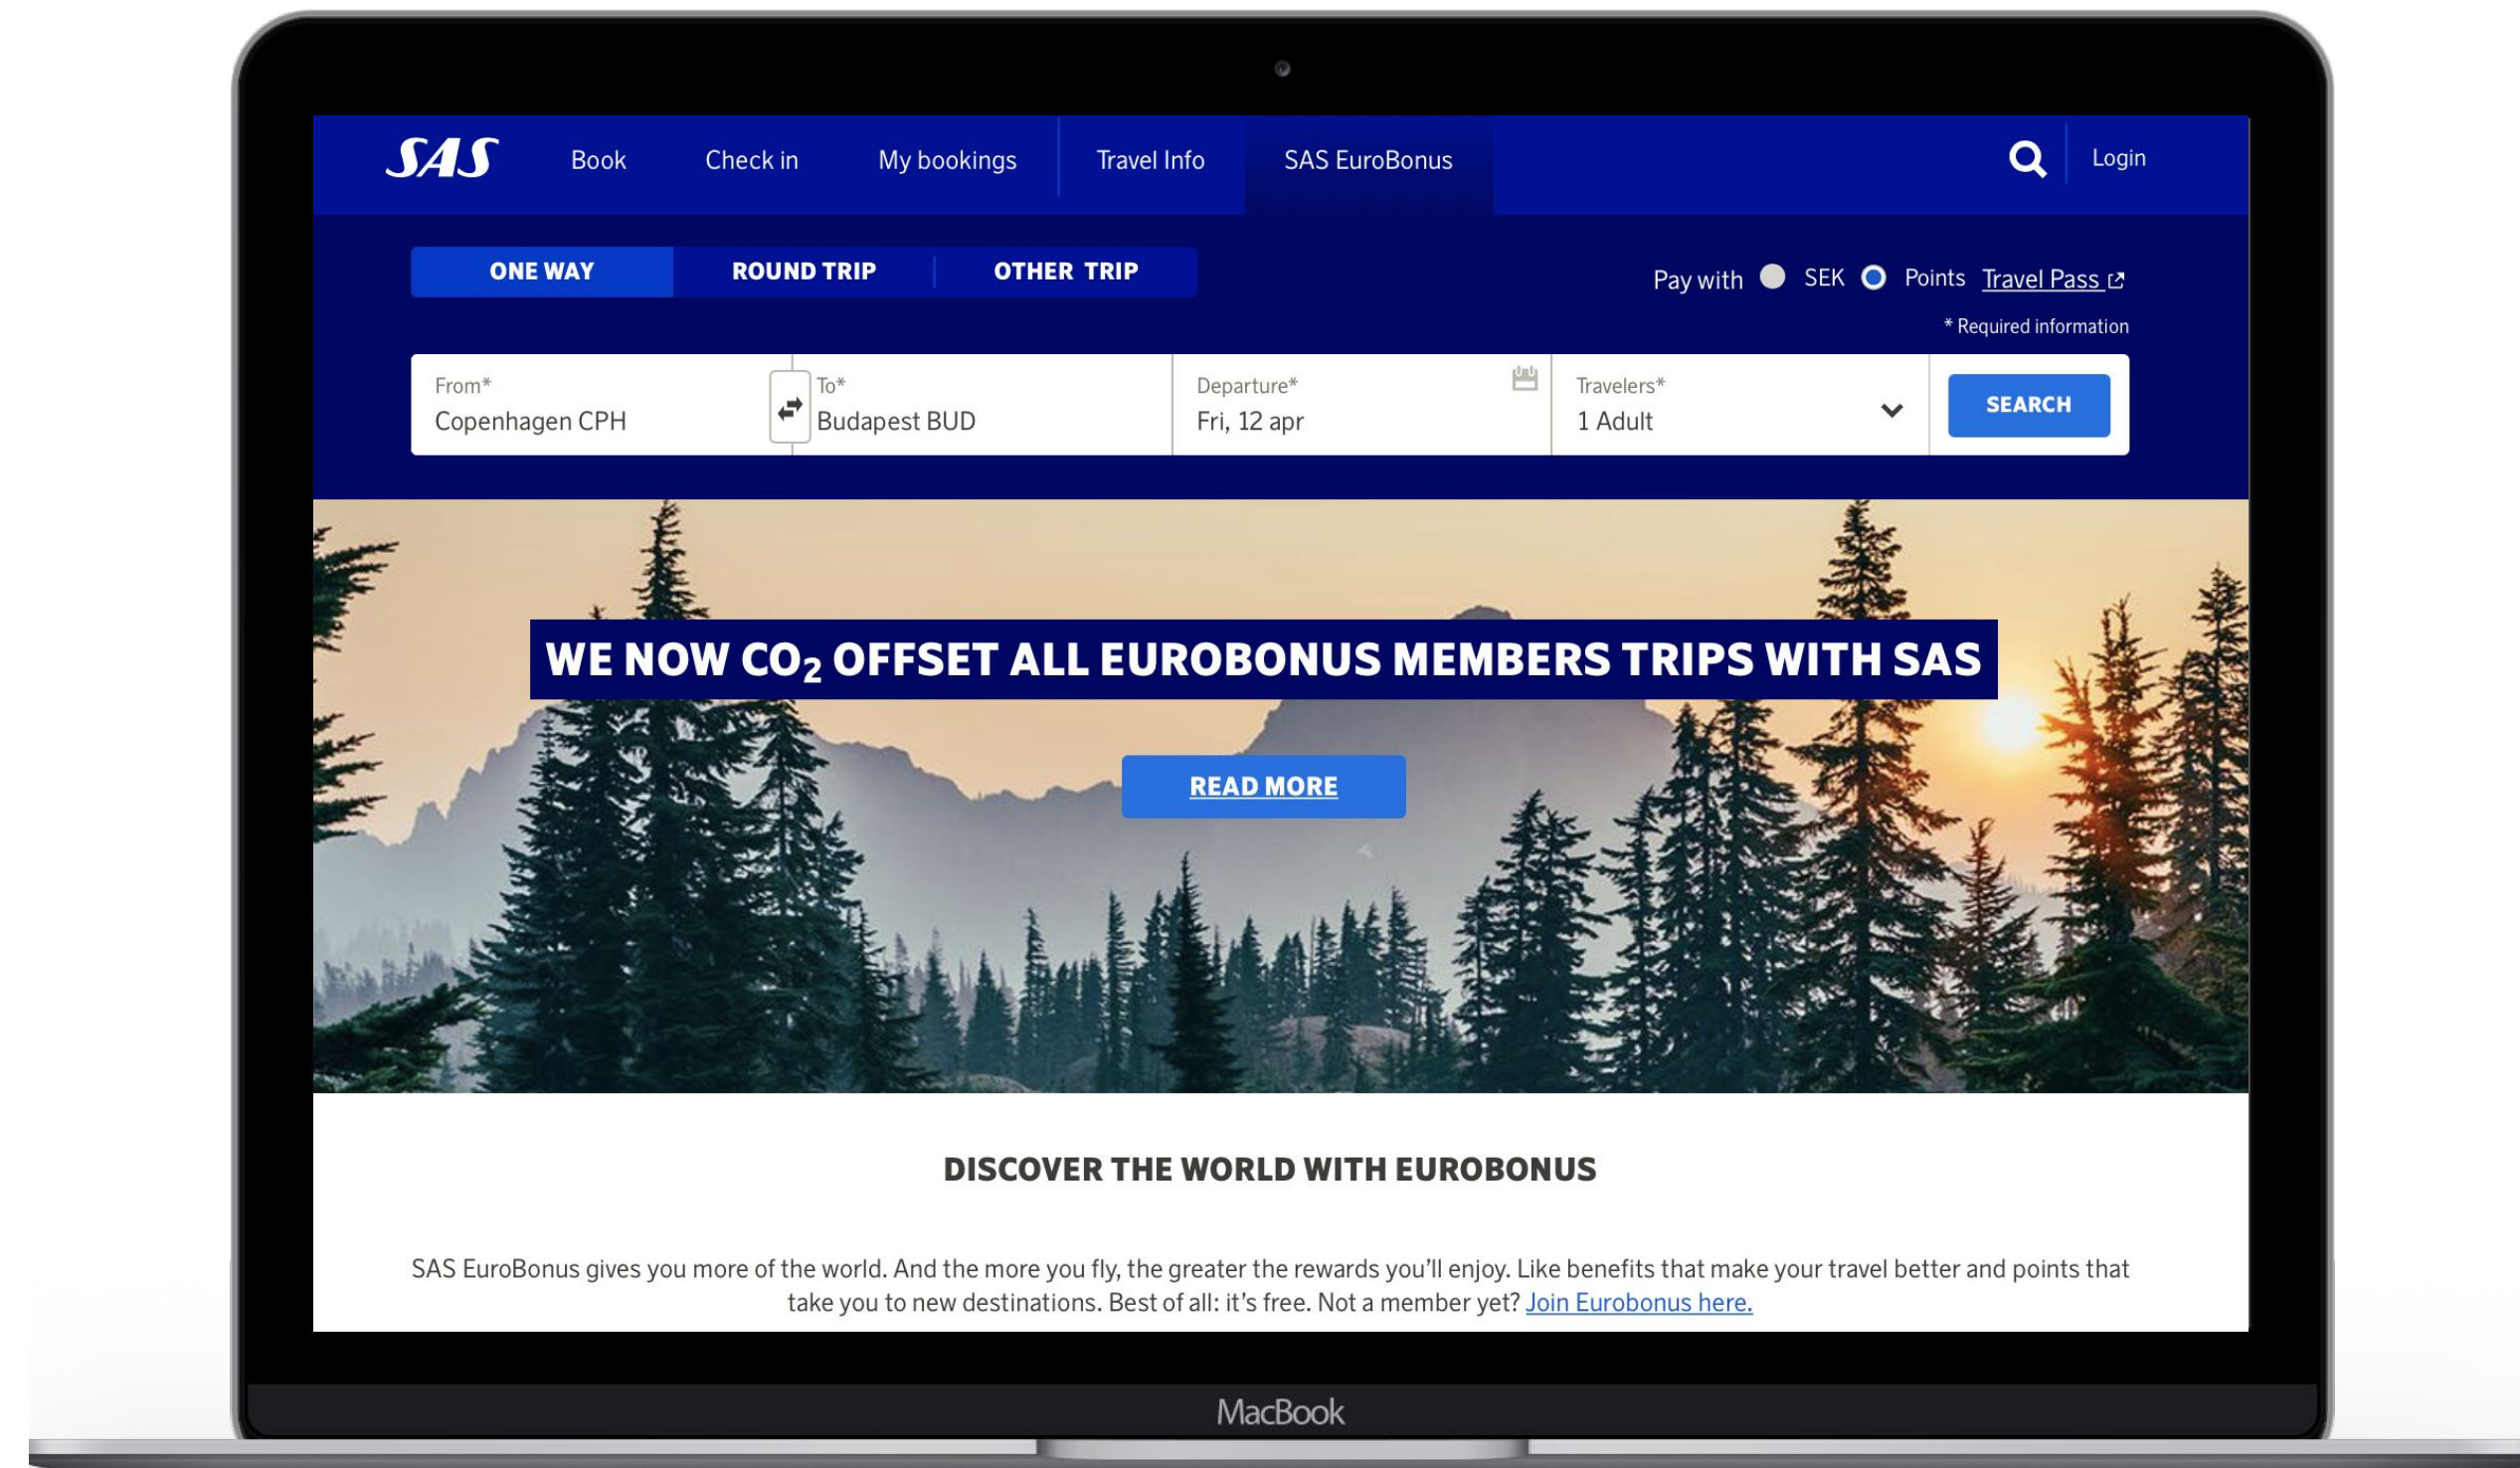 SAS Book Check in My bookings Travel Info SAS EuroBonus Login
ONE WAY ROUND TRIP OTHER TRIP
Pay with SEK Points Travel Pass
* Required information
From* To* Departure* Travelers*
Copenhagen CPH Budapest BUD Fri, 12 apr 1 Adult SEARCH
WE NOW CO₂ OFFSET ALL EUROBONUS MEMBERS TRIPS WITH SAS
READ MORE
DISCOVER THE WORLD WITH EUROBONUS
SAS EuroBonus gives you more of the world. And the more you fly, the greater the rewards you'll enjoy. Like benefits that make your travel better and points that
take you to new destinations. Best of all: it's free. Not a member yet? Join Eurobonus here.
MacBook